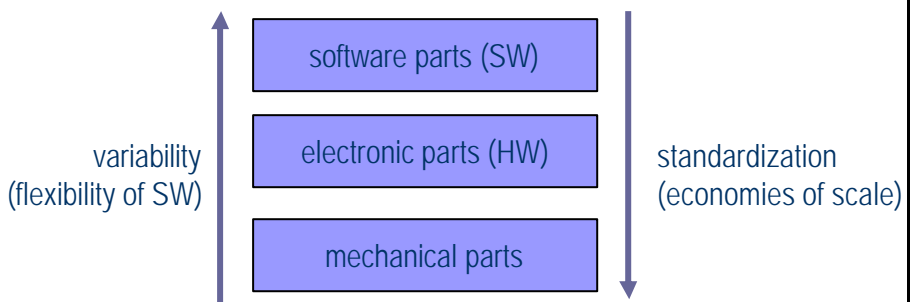 software parts (SW)
electronic parts (HW)
mechanical parts
variability
(flexibility of SW)
standardization
(economies of scale)